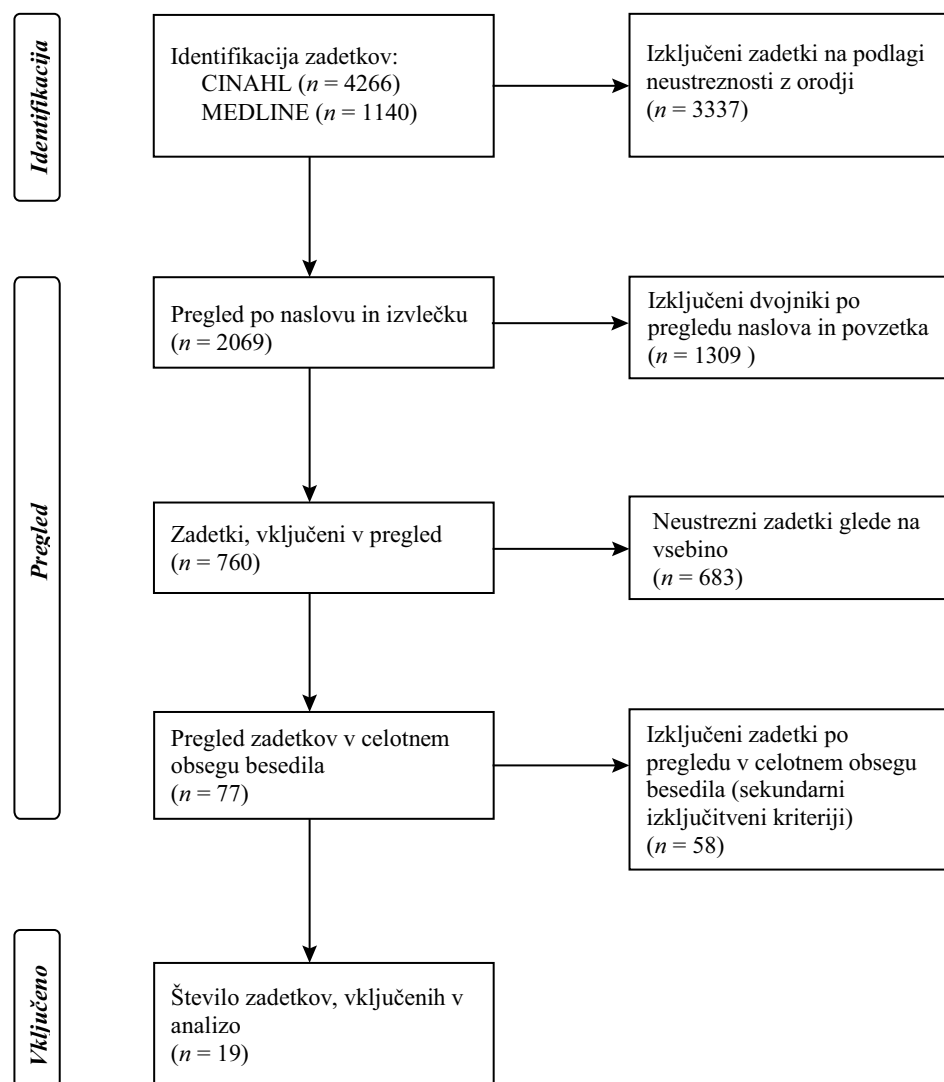 Identifikacija
Identifikacija zadetkov:
CINAHL (n = 4266)
MEDLINE (n = 1140)
Izključeni zadetki na podlagi
neustreznosti z orodji
(n = 3337)
Pregled
Pregled po naslovu in izvlečku
(n = 2069)
Izključeni dvojniki po
pregledu naslova in povzetka
(n = 1309 )
Zadetki, vključeni v pregled
(n = 760)
Neustrezni zadetki glede na
vsebino
(n = 683)
Pregled zadetkov v celotnem
obsegu besedila
(n = 77)
Izključeni zadetki po
pregledu v celotnem obsegu
besedila (sekundarni
izključitveni kriteriji)
(n = 58)
Vključeno
Število zadetkov, vključenih v
analizo
(n = 19)